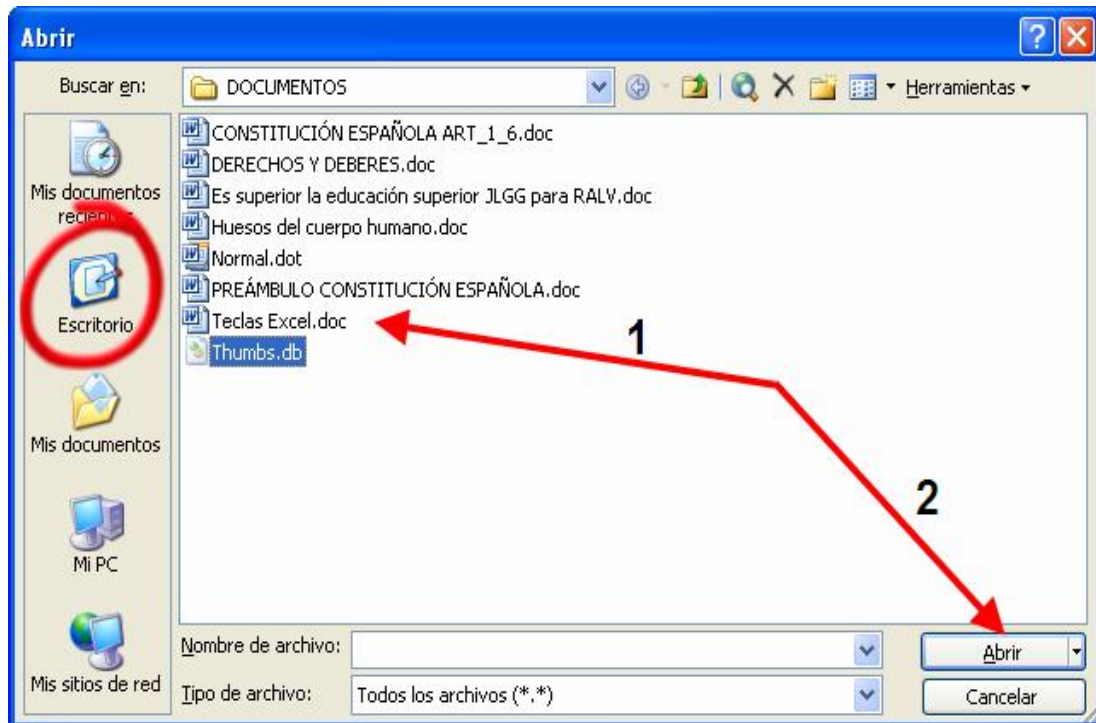 Abrir
Buscar en:
DOCUMENTOS
Herramientas
Mis documentos
recientes
Escritorio
Mis documentos
Mi PC
Mis sitios de red
CONSTITUCIÓN ESPAÑOLA ART_1_6.doc
DERECHOS Y DEBERES.doc
Es superior la educación superior JLGG para RALV.doc
Huesos del cuerpo humano.doc
Normal.dot
PREÁMBULO CONSTITUCIÓN ESPAÑOLA.doc
Teclas Excel.doc
Thumbs.db
1
2
Nombre de archivo:
Abrir
Tipo de archivo:
Todos los archivos (*.*)
Cancelar